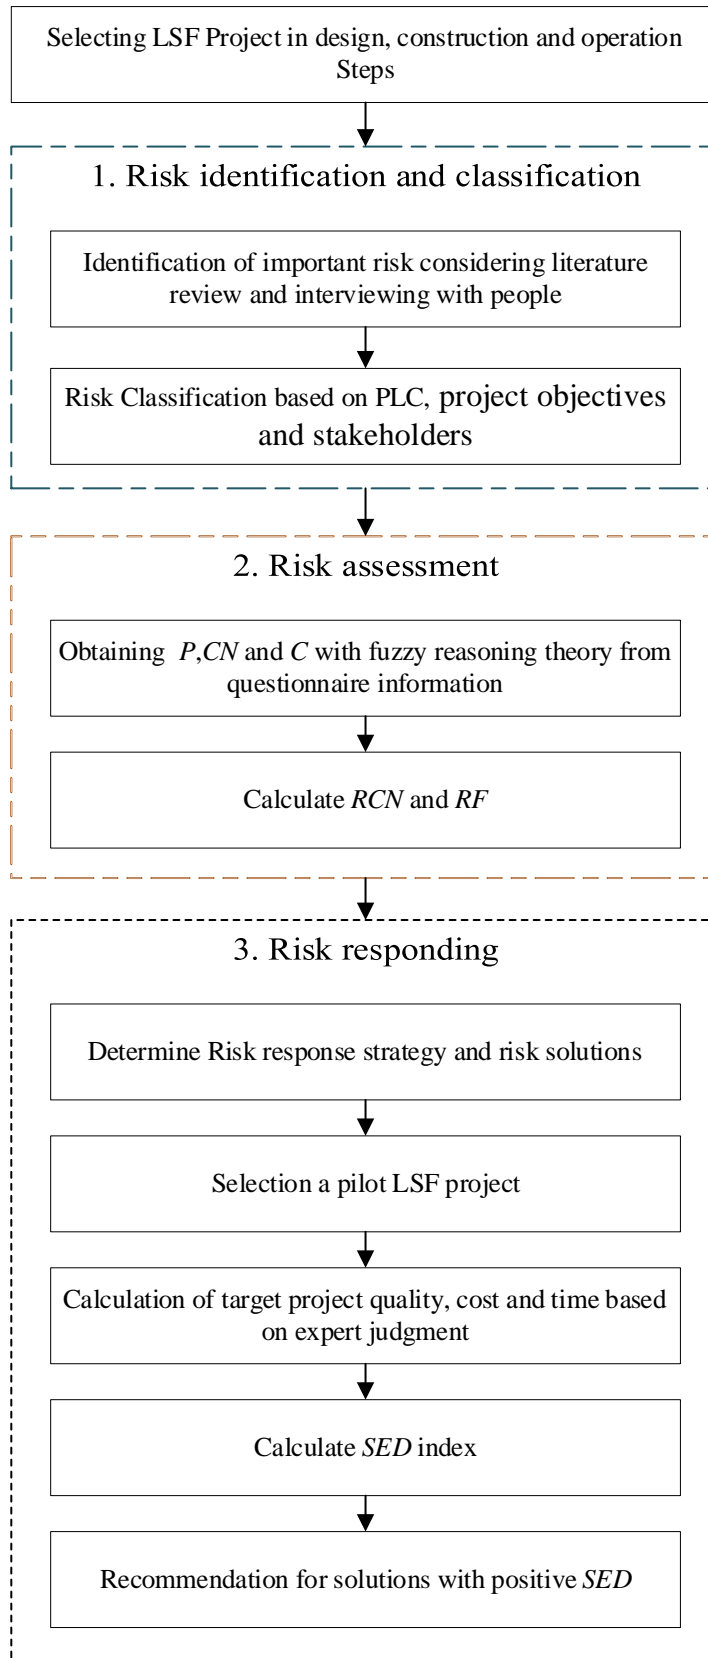 Selecting LSF Project in design, construction and operation
Steps
1. Risk identification and classification
Identification of important risk considering literature
review and interviewing with people
Risk Classification based on PLC, project objectives
and stakeholders
2. Risk assessment
Obtaining P,CN and C with fuzzy reasoning theory from
questionnaire information
Calculate RCN and RF
3. Risk responding
Determine Risk response strategy and risk solutions
Selection a pilot LSF project
Calculation of target project quality, cost and time based
on expert judgment
Calculate SED index
Recommendation for solutions with positive SED